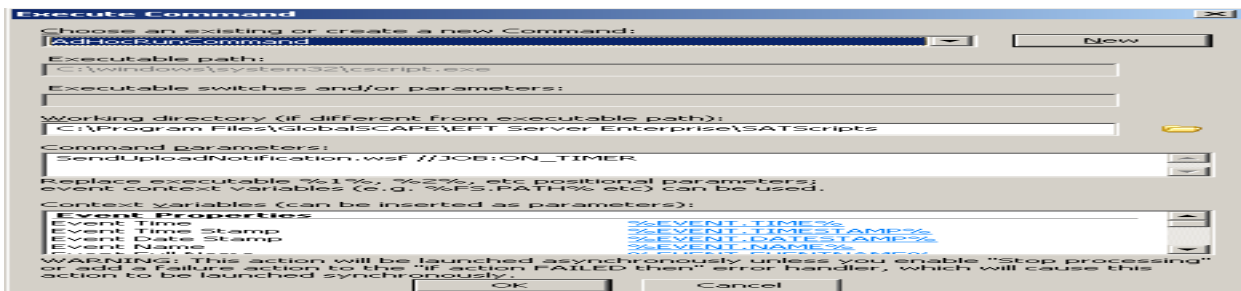 Execute Command
Choose an existing or create a new Command:
AdHocRunCommand
New
Executable path:
C:\windows\system32\cscript.exe
Executable switches and/or parameters:
Working directory (if different from executable path):
C:\Program Files\GlobalSCAPE\EFT Server Enterprise\SATScripts
Command parameters:
SendUploadNotification.wsf //JOB:ON_TIMER
Replace executable %1%, %2%, etc positional parameters;
event context variables (e.g. %FS.PATH% etc) can be used.
Context variables (can be inserted as parameters):
Event Properties
Event Time %EVENT.TIME%
Event Time Stamp %EVENT.TIMESTAMP%
Event Date Stamp %EVENT.DATESTAMP%
Event Name %EVENT.NAME%
WARNING: This action will be launched asynchronously unless you enable "Stop processing"
or add a failure action to the "if action FAILED then" error handler, which will cause this
action to be launched synchronously.
OK Cancel